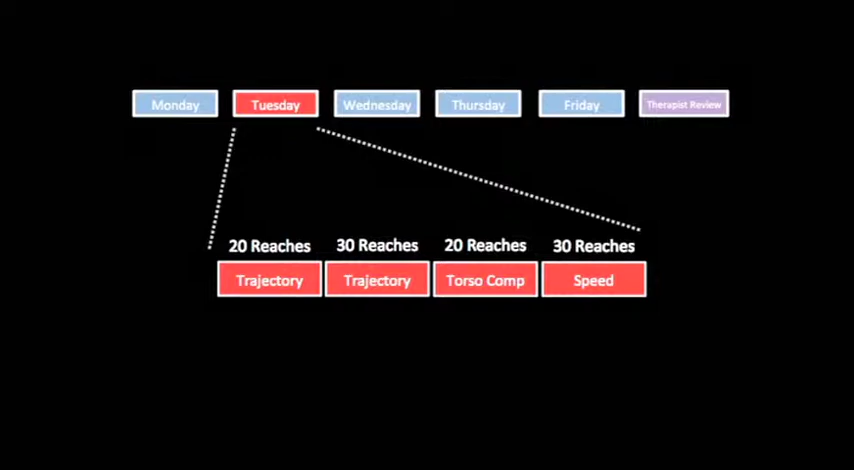 Monday Tuesday Wednesday Thursday Friday Therapist Review
20 Reaches 30 Reaches 20 Reaches 30 Reaches
Trajectory Trajectory Torso Comp Speed